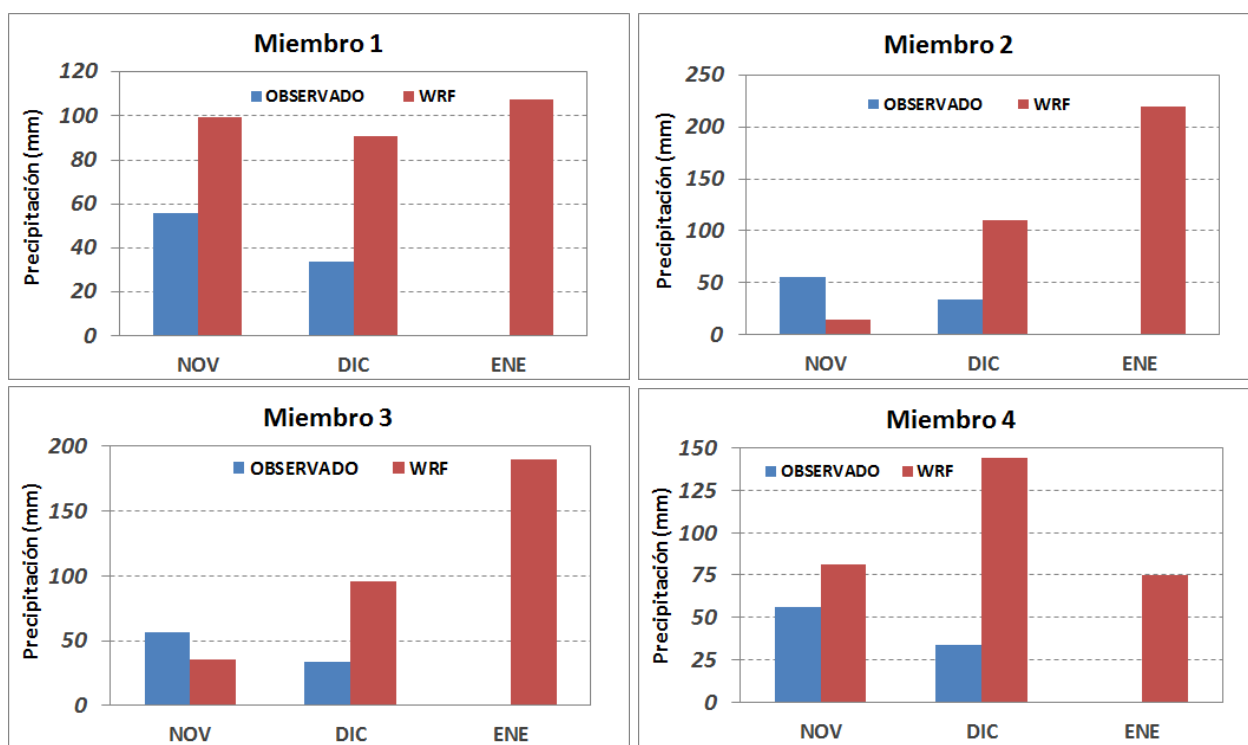 Miembro 1
OBSERVADO WRF
Precipitación (mm)
120
100
80
60
40
20
0
NOV DIC ENE
Miembro 2
OBSERVADO WRF
Precipitación (mm)
250
200
150
100
50
0
NOV DIC ENE
Miembro 3
OBSERVADO WRF
Precipitación (mm)
200
150
100
50
0
NOV DIC ENE
Miembro 4
OBSERVADO WRF
Precipitación (mm)
150
125
100
75
50
25
0
NOV DIC ENE